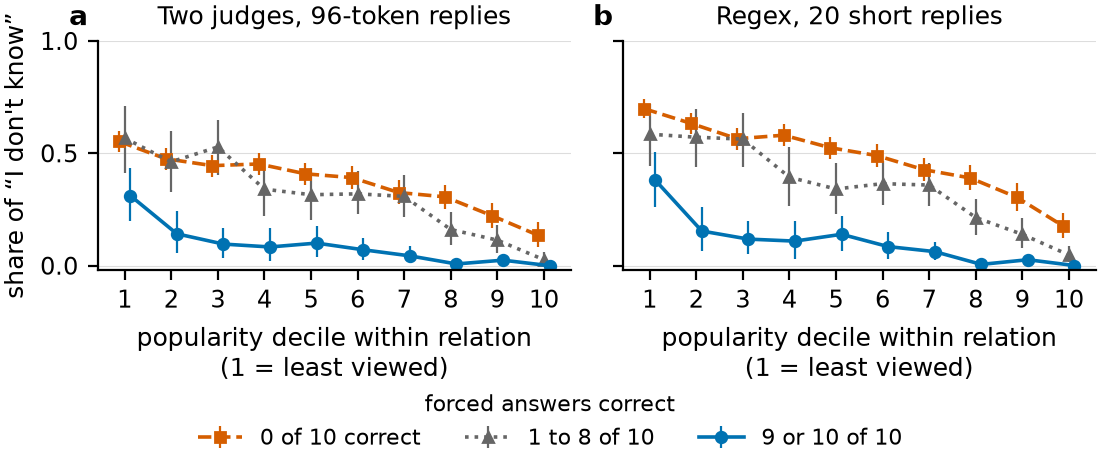 a Two judges, 96-token replies
b Regex, 20 short replies
share of “I don't know”
1.0
0.5
0.0
1 2 3 4 5 6 7 8 9 10
1 2 3 4 5 6 7 8 9 10
popularity decile within relation
(1 = least viewed)
popularity decile within relation
(1 = least viewed)
forced answers correct
0 of 10 correct
1 to 8 of 10
9 or 10 of 10